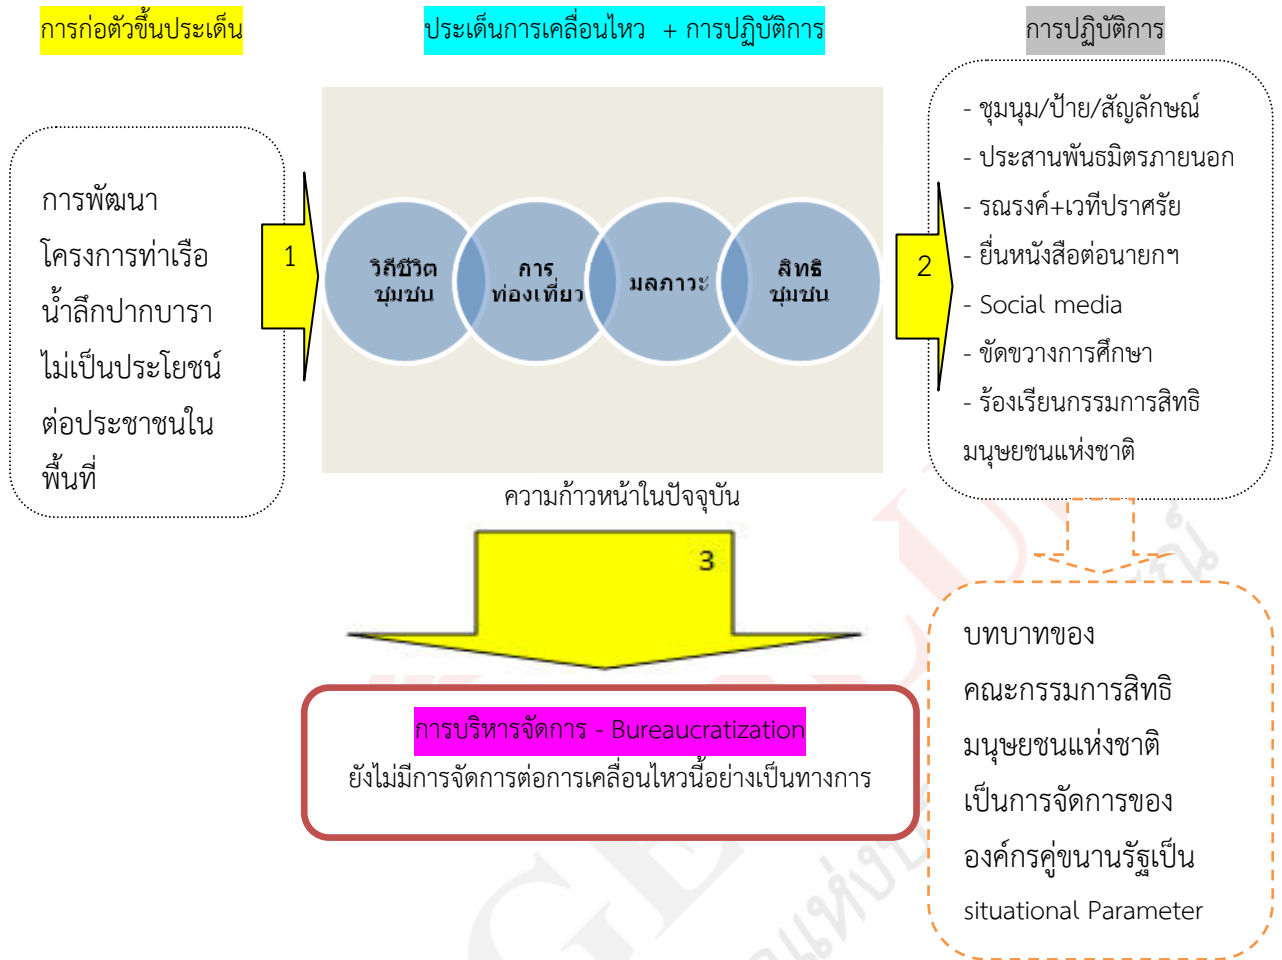 การก่อตัวขึ้นประเด็น
ประเด็นการเคลื่อนไหว + การปฏิบัติการ
การปฏิบัติการ
การพัฒนา
โครงการท่าเรือ
น้ำลึกปากบารา
ไม่เป็นประโยชน์
ต่อประชาชนใน
พื้นที่
1
วิถีชีวิต
ชุมชน
การ
ท่องเที่ยว
มลภาวะ
สิทธิ
ชุมชน
2
- ชุมนุม/ป้าย/สัญลักษณ์
- ประสานพันธมิตรภายนอก
- รณรงค์+เวทีปราศรัย
- ยื่นหนังสือต่อนายกฯ
- Social media
- ขัดขวางการศึกษา
- ร้องเรียนกรรมการสิทธิ
มนุษยชนแห่งชาติ
ความก้าวหน้าในปัจจุบัน
3
การบริหารจัดการ - Bureaucratization
ยังไม่มีการจัดการต่อการเคลื่อนไหวนี้อย่างเป็นทางการ
บทบาทของ
คณะกรรมการสิทธิ
มนุษยชนแห่งชาติ
เป็นการจัดการของ
องค์กรคู่ขนานรัฐเป็น
situational Parameter